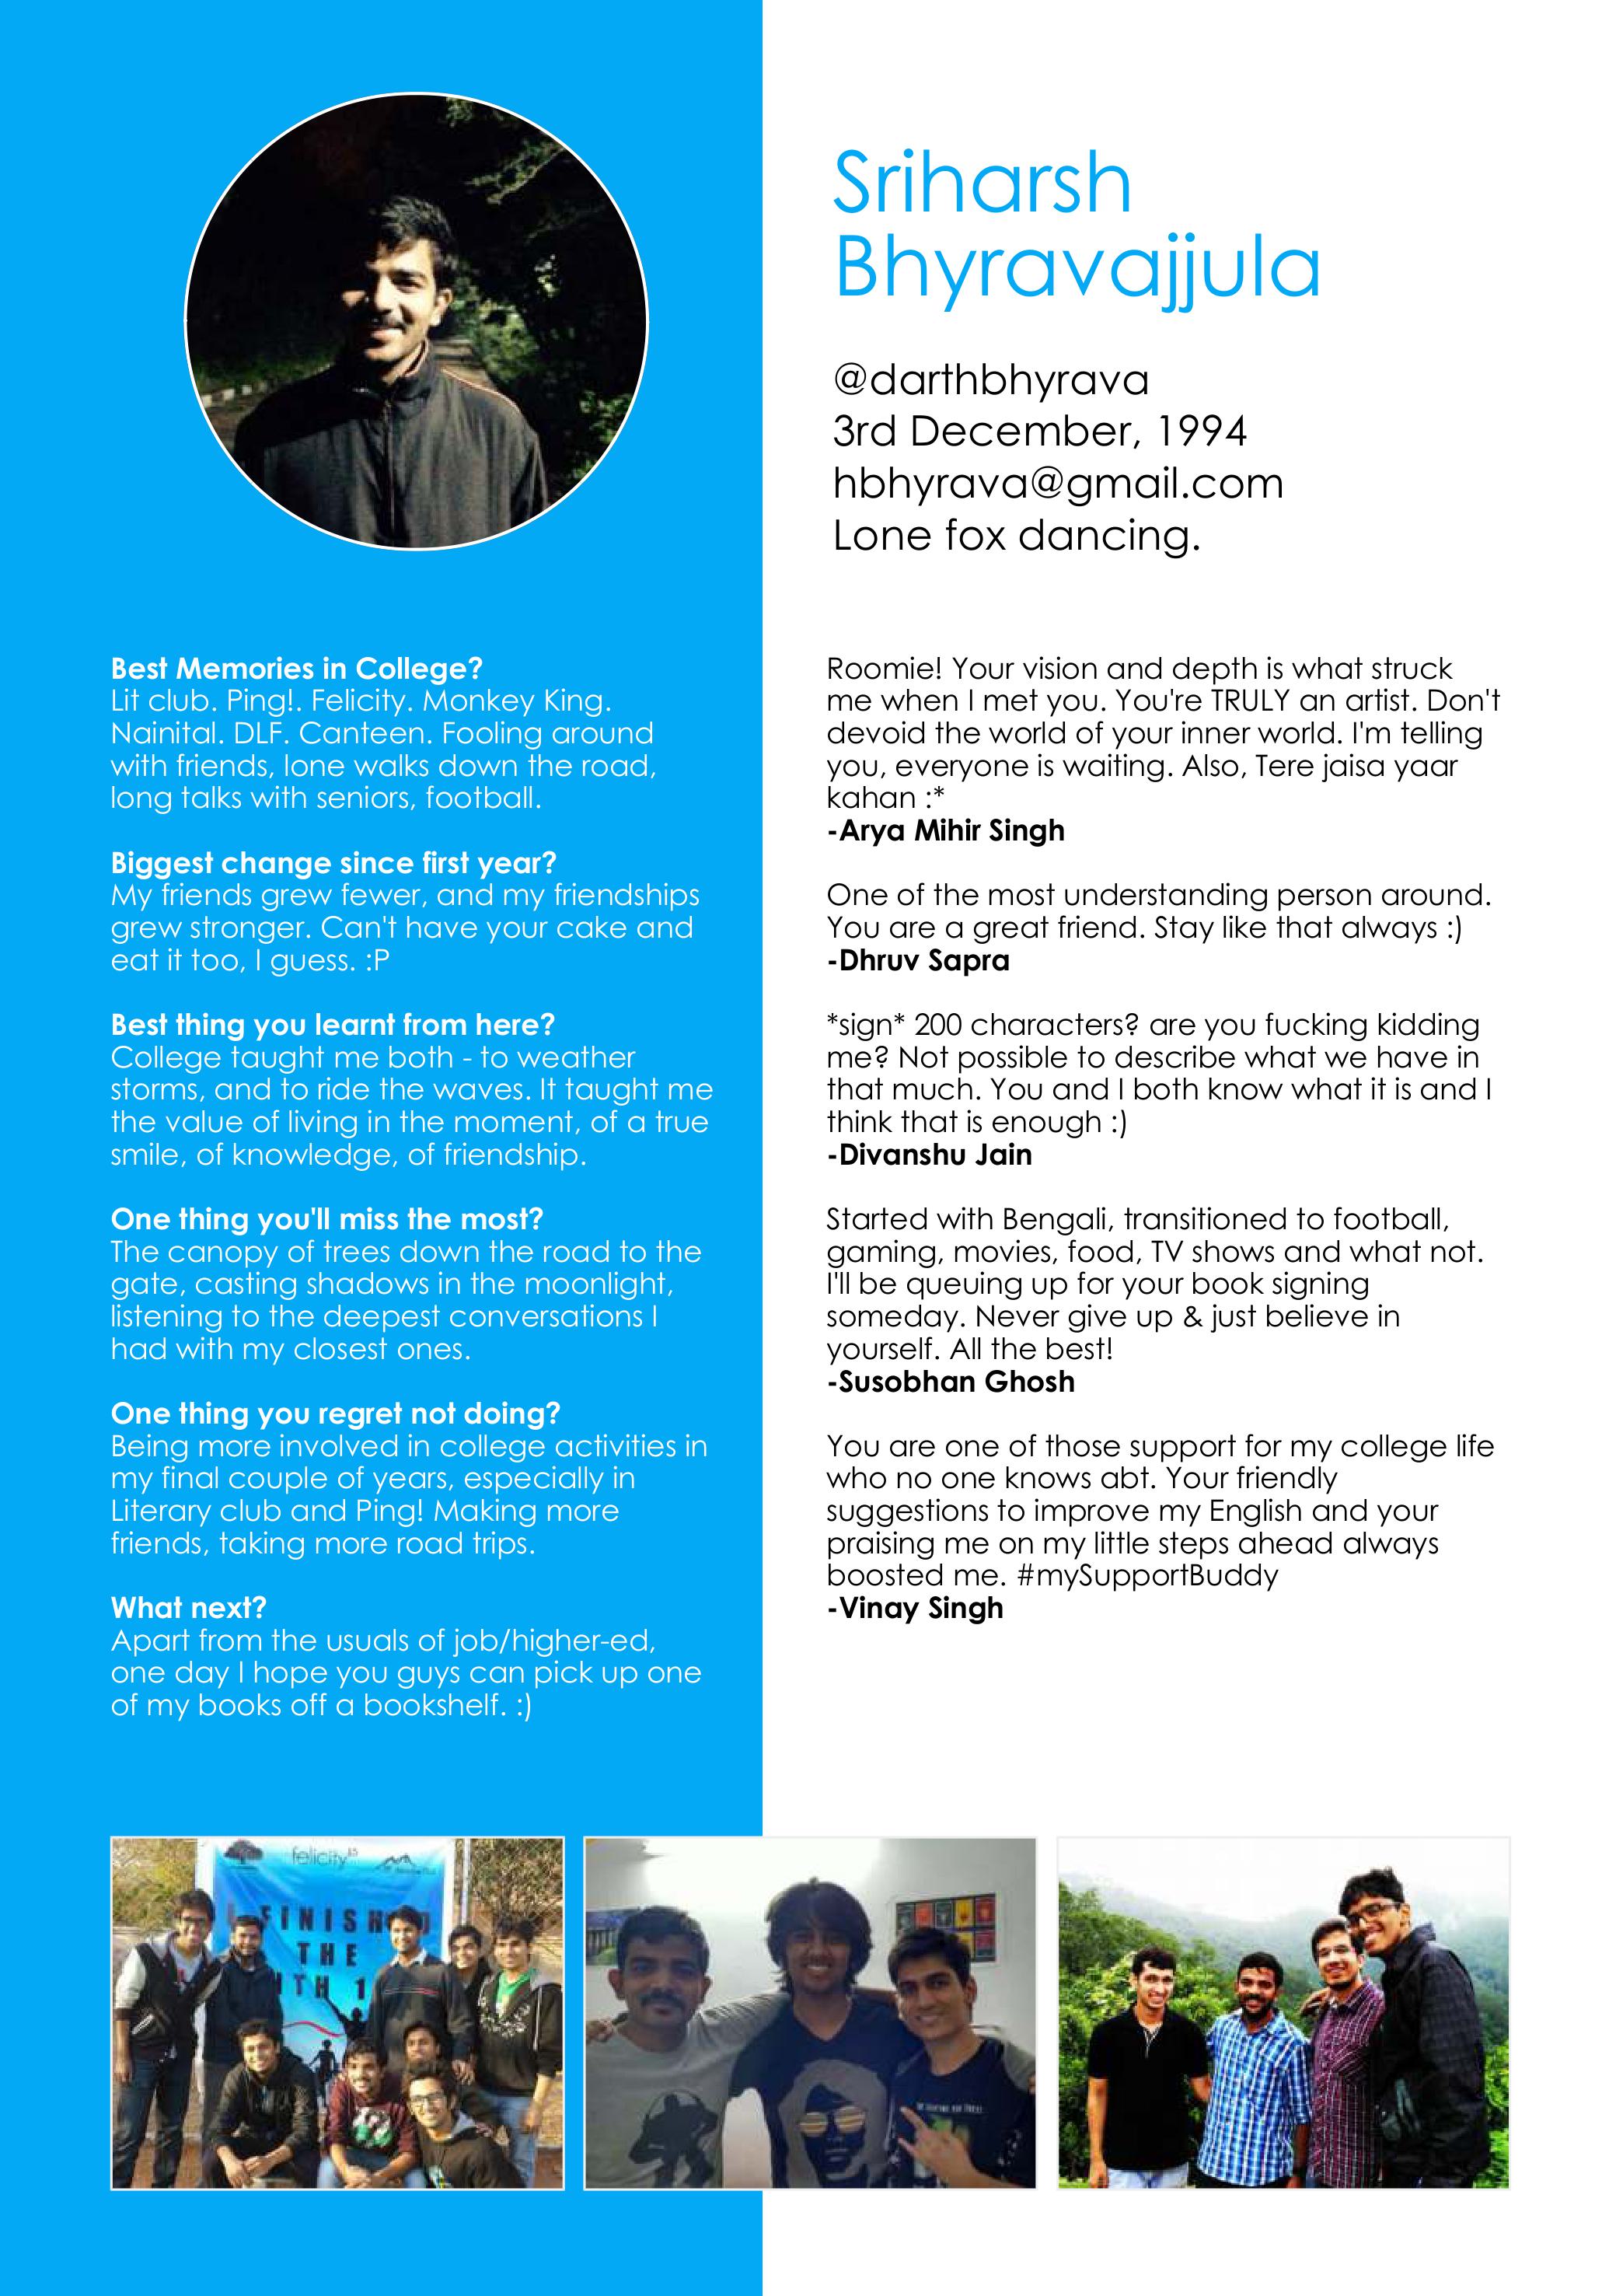 Sriharsh
Bhyravajjula
@darthbhyrava
3rd December, 1994
hbhyrava@gmail.com
Lone fox dancing.
Best Memories in College?
Lit club. Ping!. Felicity. Monkey King.
Nainital. DLF. Canteen. Fooling around
with friends, lone walks down the road,
long talks with seniors, football.
Biggest change since first year?
My friends grew fewer, and my friendships
grew stronger. Can't have your cake and
eat it too, I guess. :P
Best thing you learnt from here?
College taught me both - to weather
storms, and to ride the waves. It taught me
the value of living in the moment, of a true
smile, of knowledge, of friendship.
One thing you'll miss the most?
The canopy of trees down the road to the
gate, casting shadows in the moonlight,
listening to the deepest conversations I
had with my closest ones.
One thing you regret not doing?
Being more involved in college activities in
my final couple of years, especially in
Literary club and Ping! Making more
friends, taking more road trips.
What next?
Apart from the usuals of job/higher-ed,
one day I hope you guys can pick up one
of my books off a bookshelf. :)
Roomie! Your vision and depth is what struck
me when I met you. You're TRULY an artist. Don't
devoid the world of your inner world. I'm telling
you, everyone is waiting. Also, Tere jaisa yaar
kahan :*
-Arya Mihir Singh
One of the most understanding person around.
You are a great friend. Stay like that always :)
-Dhruv Sapra
*sign* 200 characters? are you fucking kidding
me? Not possible to describe what we have in
that much. You and I both know what it is and I
think that is enough :)
-Divanshu Jain
Started with Bengali, transitioned to football,
gaming, movies, food, TV shows and what not.
I'll be queuing up for your book signing
someday. Never give up & just believe in
yourself. All the best!
-Susobhan Ghosh
You are one of those support for my college life
who no one knows abt. Your friendly
suggestions to improve my English and your
praising me on my little steps ahead always
boosted me. #mySupportBuddy
-Vinay Singh
felicity
FINISH
THE